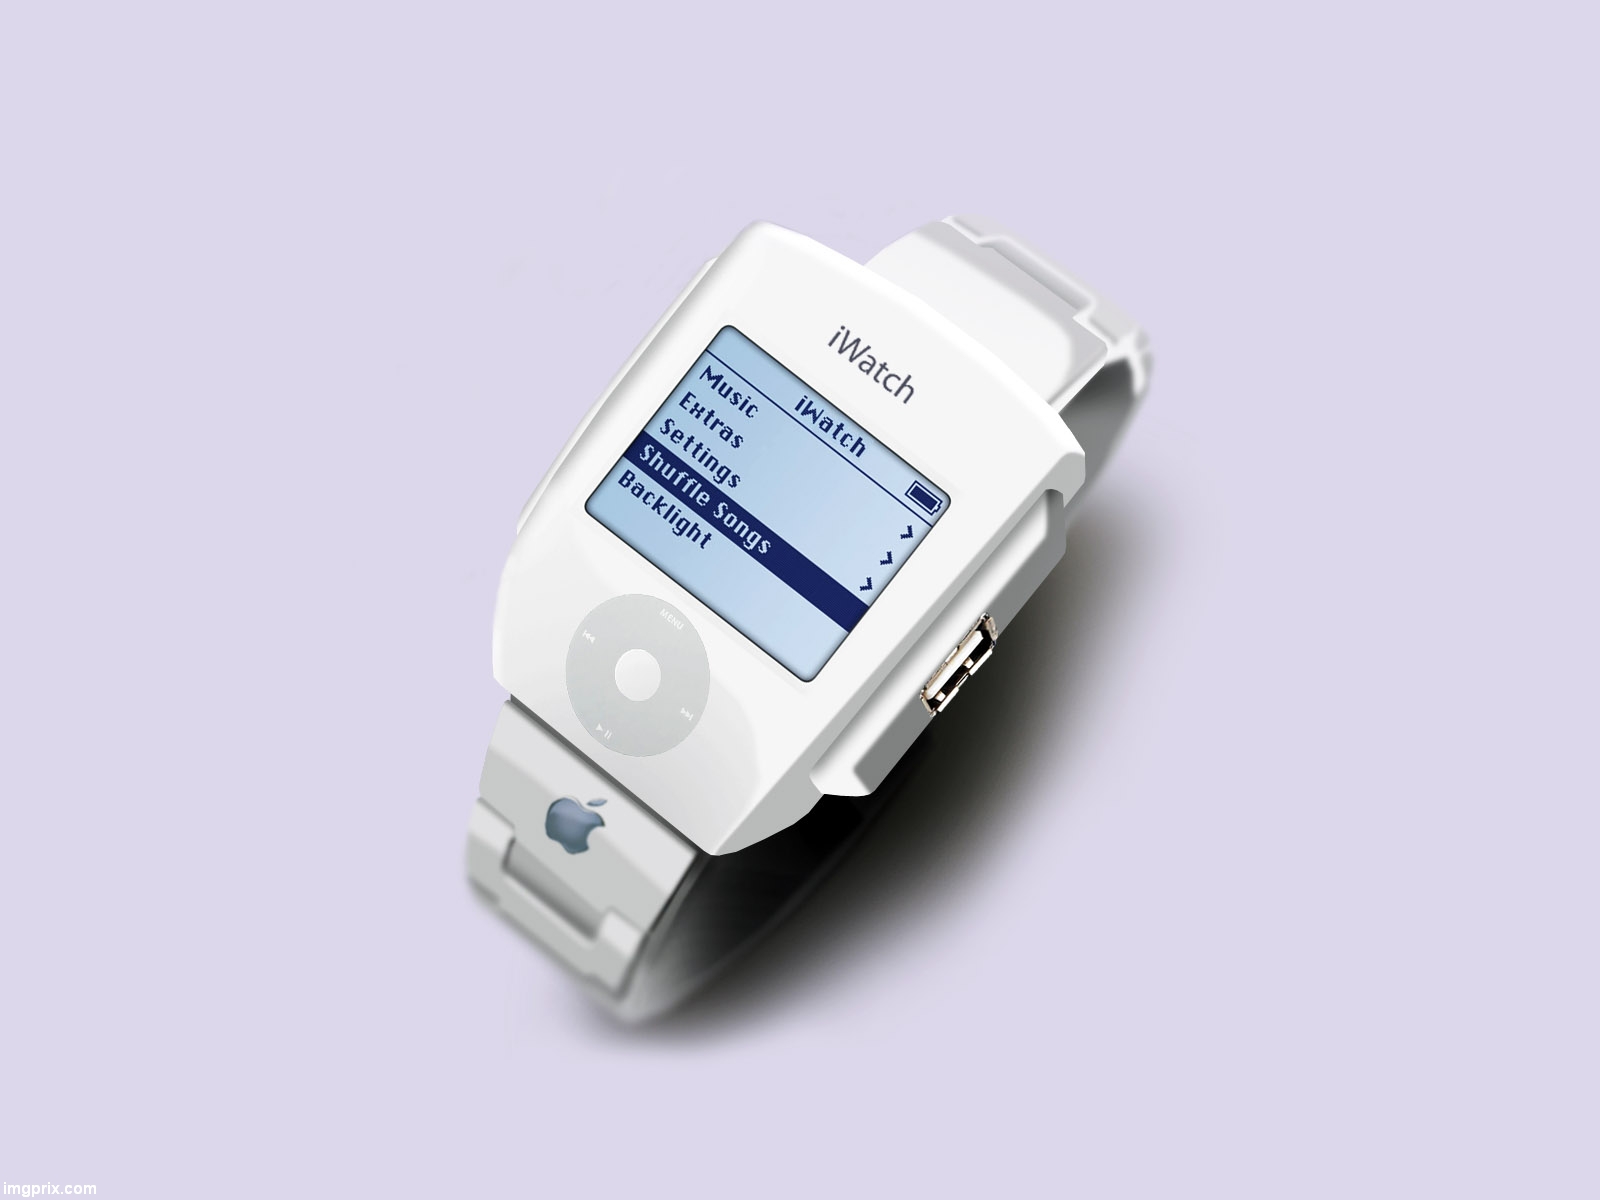 iWatch
iWatch
Music
Extras
Settings
Shuffle Songs
Backlight
MENU
imgprix.com